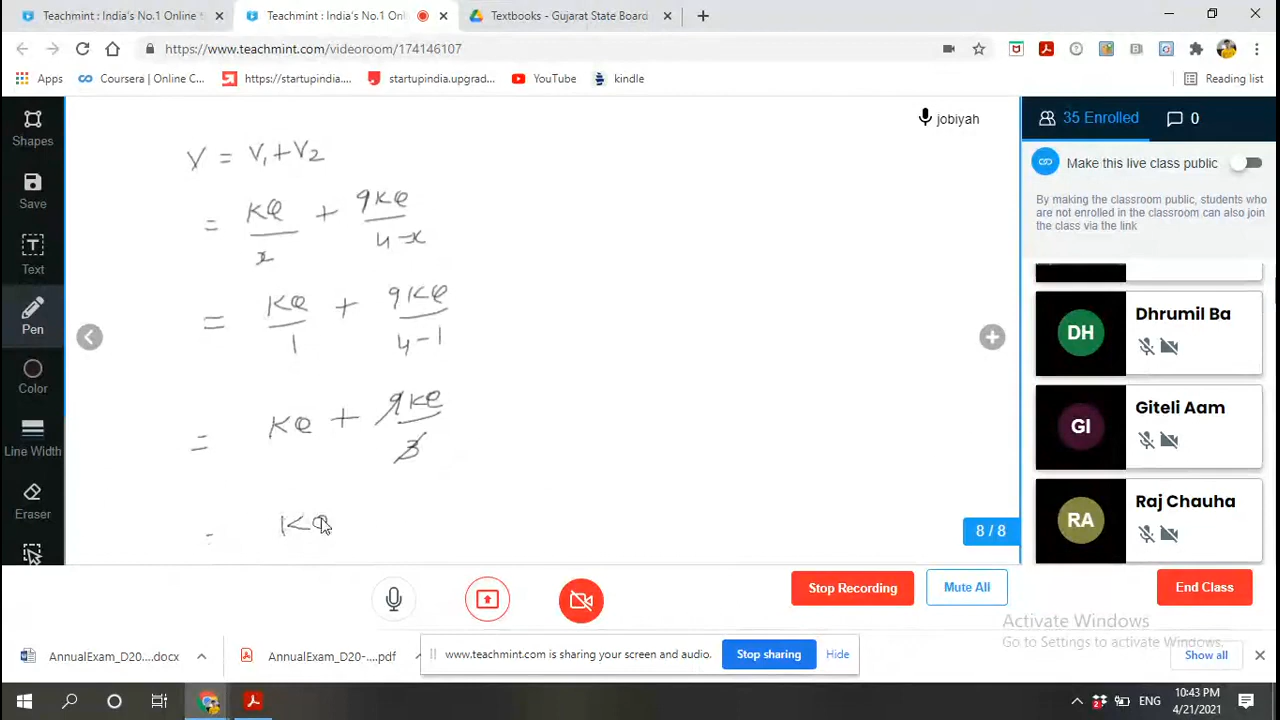 Teachmint : India's No.1 Online
Teachmint : India's No.1 Onl
Textbooks - Gujarat State Board
https://www.teachmint.com/videoroom/174146107
Apps
Coursera | Online C...
https://startupindia....
startupindia.upgrad...
YouTube
kindle
Reading list
Shapes
Save
Text
Pen
Color
Line Width
Eraser
jobiyah
V = V1 + V2
= KQ/x + 9KQ/4-x
= KQ/1 + 9KQ/4-1
= KQ + 9KQ/3
= KQ
8 / 8
35 Enrolled
0
Make this live class public
By making the classroom public, students who
are not enrolled in the classroom can also join
the class via the link
DH
Dhrumil Ba
GI
Giteli Aam
RA
Raj Chauha
Stop Recording
Mute All
End Class
Activate Windows
Go to Settings to activate Windows.
AnnualExam_D20....docx
AnnualExam_D20-....pdf
www.teachmint.com is sharing your screen and audio.
Stop sharing
Hide
Show all
ENG
10:43 PM
4/21/2021